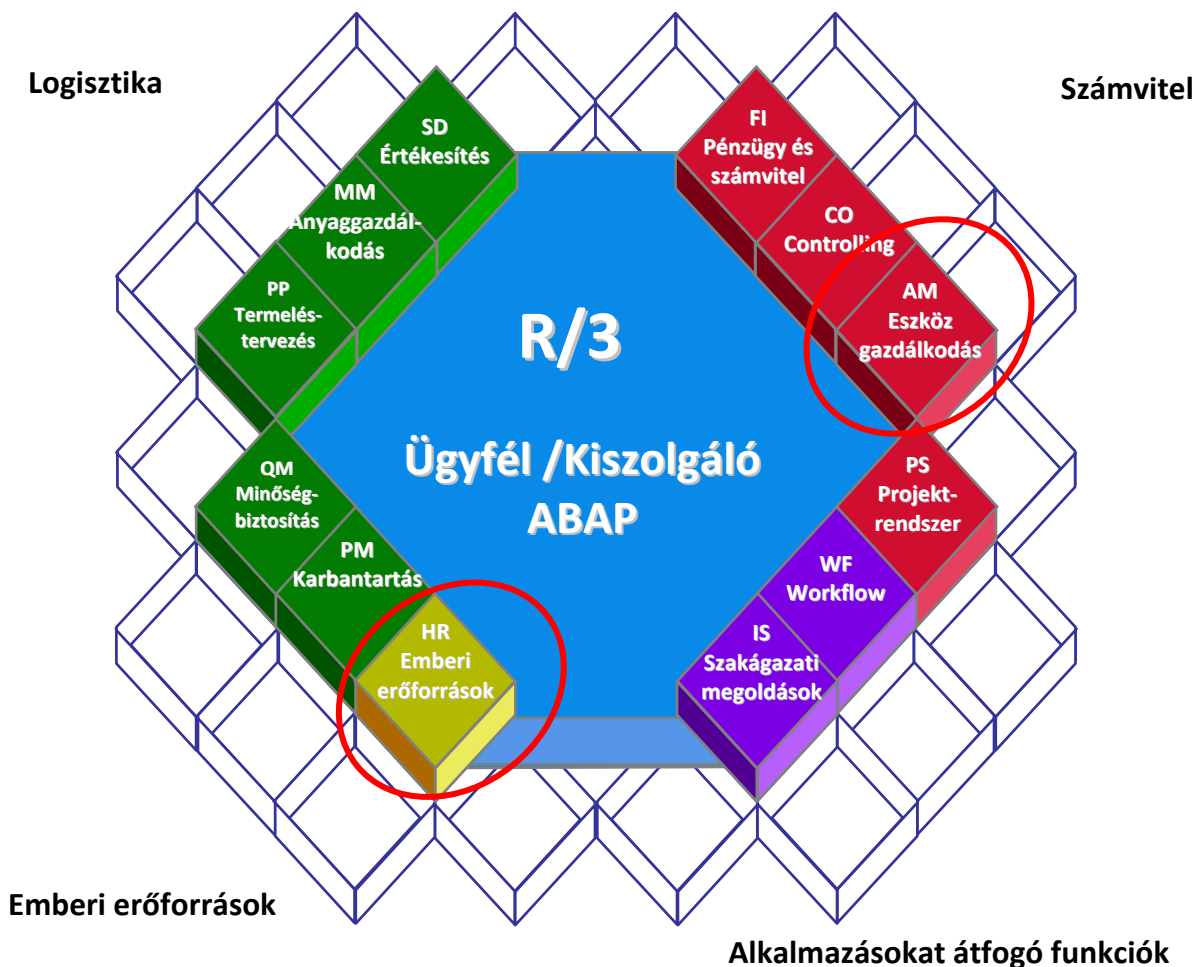 Logisztika
Számvitel
SD
Értékesítés
MM
Anyaggazdál-
kodás
PP
Termelés-
tervezés
FI
Pénzügy és
számvitel
CO
Controlling
AM
Eszköz
gazdálkodás
R/3
Ügyfél /Kiszolgáló
ABAP
QM
Minőség-
biztosítás
PM
Karbantartás
HR
Emberi
erőforrások
PS
Projekt-
rendszer
WF
Workflow
IS
Szakágazati
megoldások
Emberi erőforrások
Alkalmazásokat átfogó funkciók